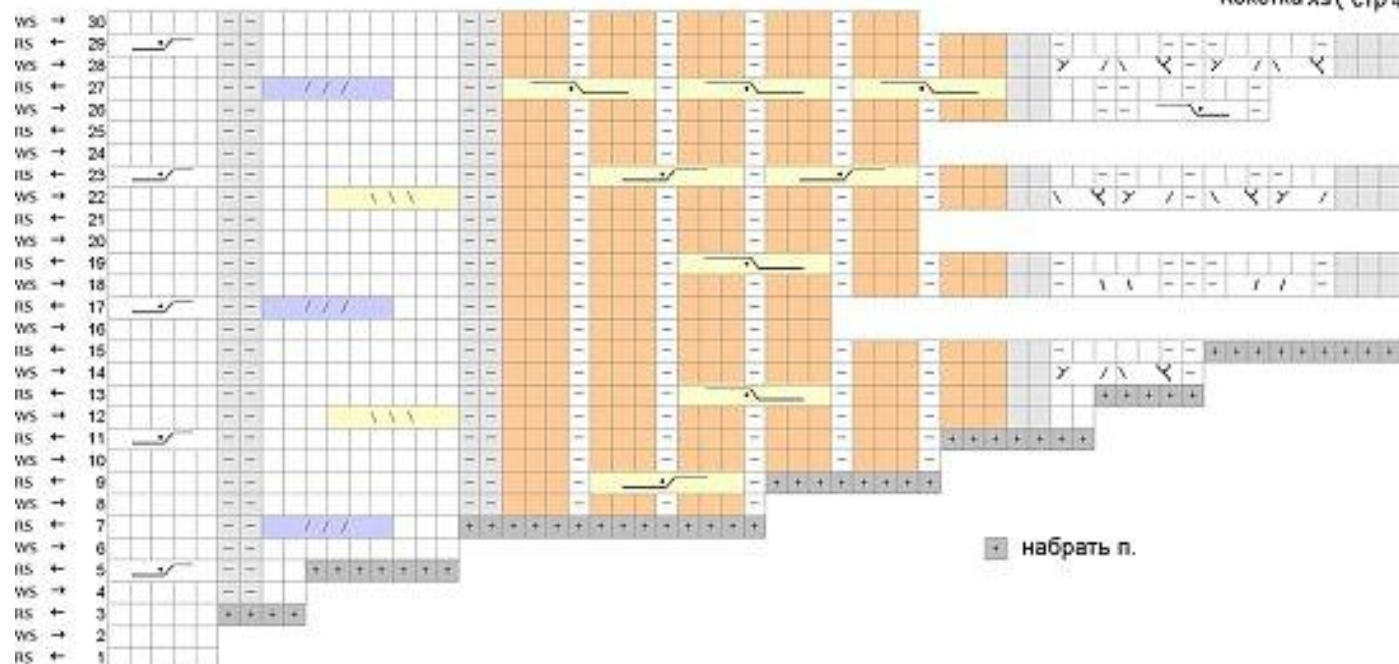 Кокетка XS ( стр 4
WS → 30
RS ← 29
WS → 28
RS ← 27
WS → 26
RS ← 25
WS → 24
RS ← 23
WS → 22
RS ← 21
WS → 20
RS ← 19
WS → 18
RS ← 17
WS → 16
RS ← 15
WS → 14
RS ← 13
WS → 12
RS ← 11
WS → 10
RS ← 9
WS → 8
RS ← 7
WS → 6
RS ← 5
WS → 4
RS ← 3
WS → 2
RS ← 1
+ набрать п.